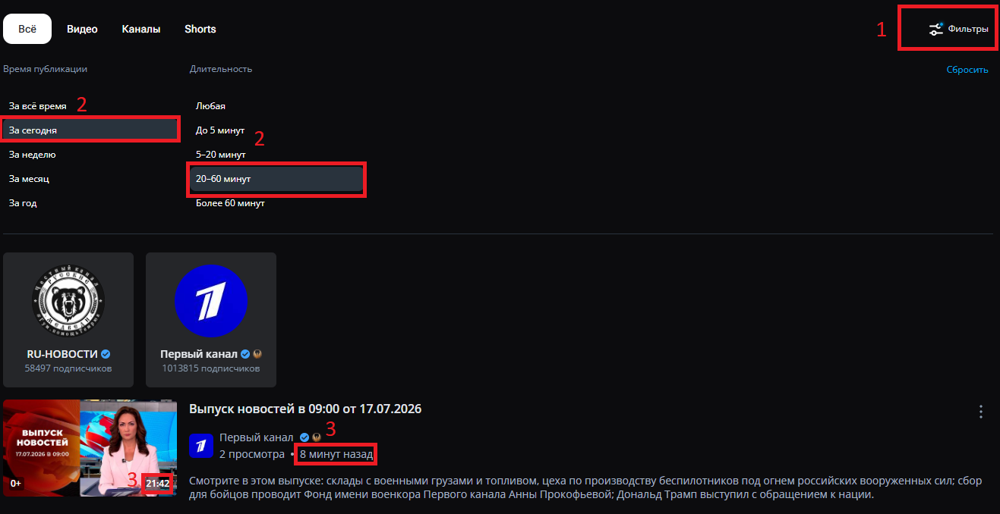 Всё Видео Каналы Shorts 1 Фильтры
Время публикации Длительность Сбросить
За всё время 2 Любая
За сегодня До 5 минут 2
За неделю 5–20 минут
За месяц 20–60 минут
За год Более 60 минут
Честный канал
РУССКИЕ
МЕДВЕДИ
RU-НОВОСТИ Первый канал
58497 подписчиков 1013815 подписчиков
Выпуск новостей в 09:00 от 17.07.2026
ВЫПУСК
НОВОСТЕЙ
17.07.2026 В 09:00
0+
3 21:42
Первый канал 3
2 просмотра • 8 минут назад
Смотрите в этом выпуске: склады с военными грузами и топливом, цеха по производству беспилотников под огнем российских вооруженных сил; сбор
для бойцов проводит Фонд имени военкора Первого канала Анны Прокофьевой; Дональд Трамп выступил с обращением к нации.